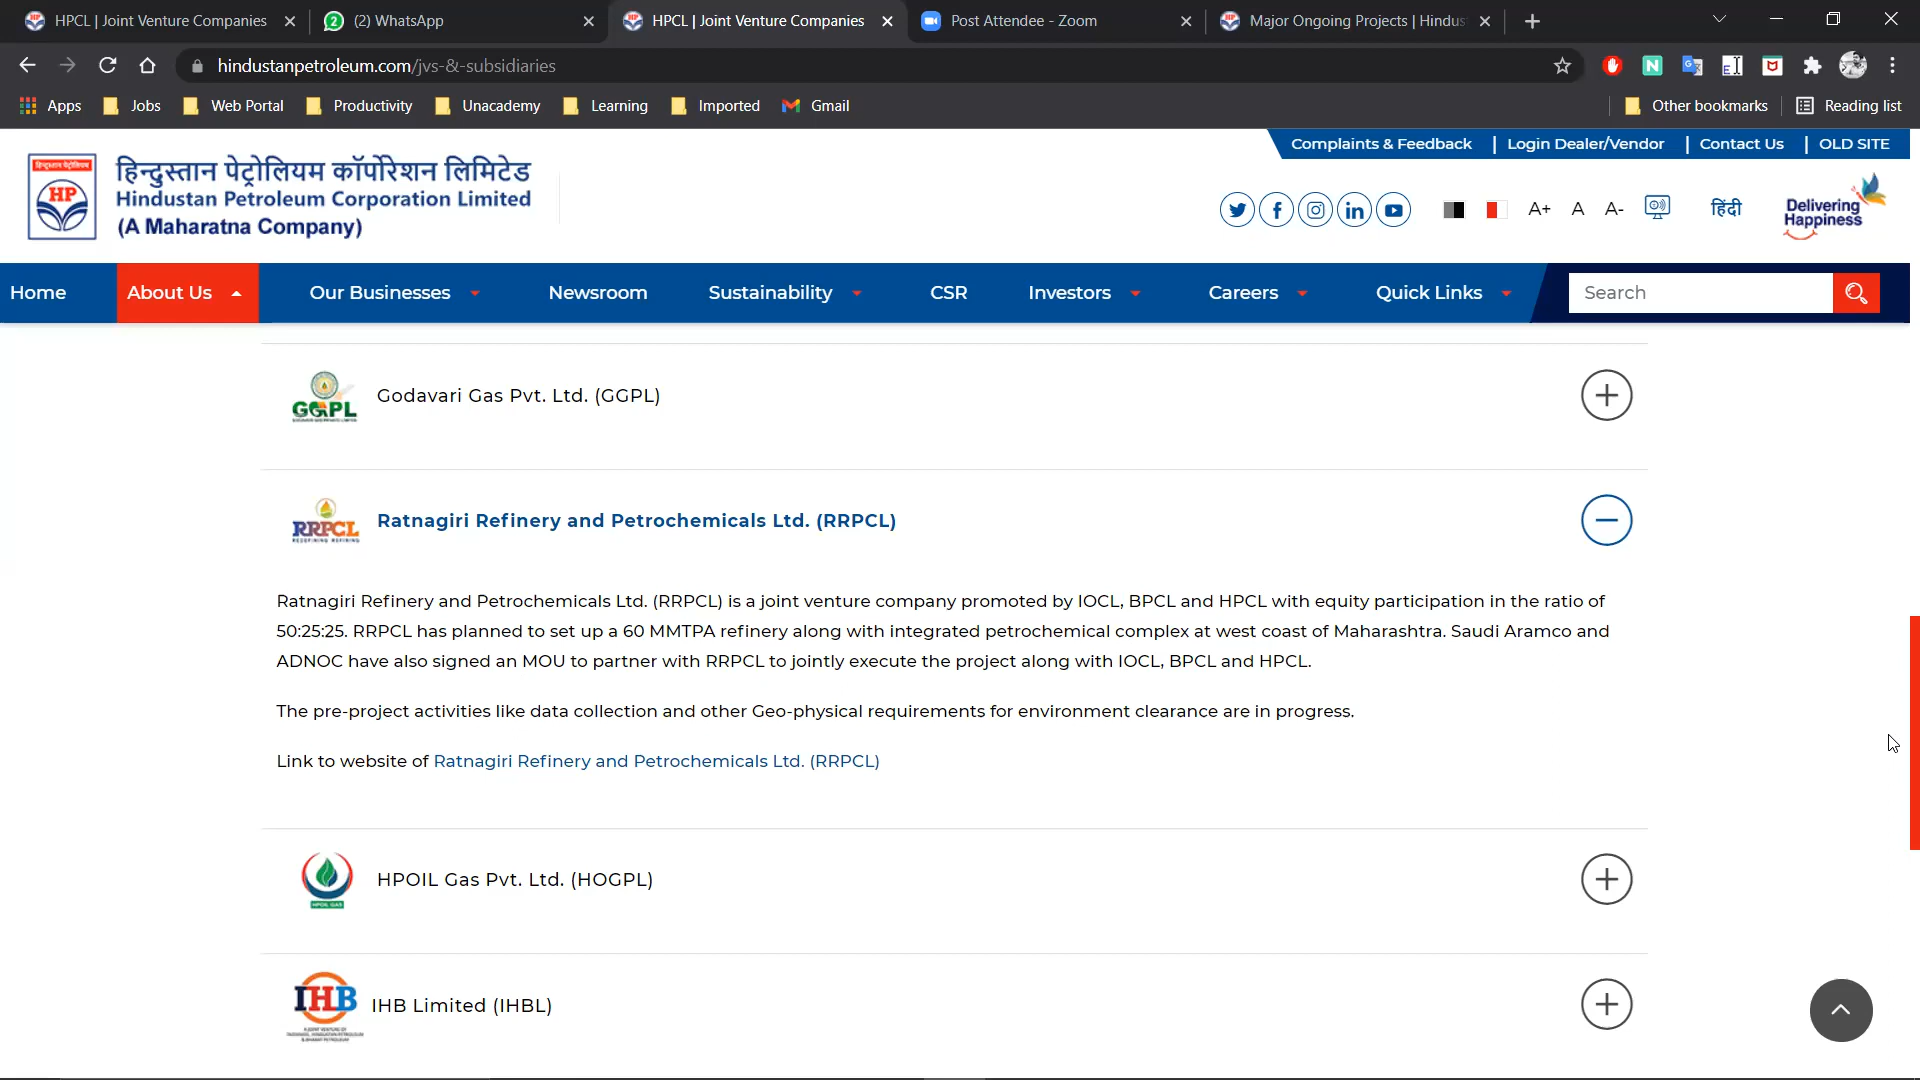 HPCL | Joint Venture Companies
(2) WhatsApp
HPCL | Joint Venture Companies
Post Attendee - Zoom
Major Ongoing Projects | Hindus
hindustanpetroleum.com/jvs-&-subsidiaries
Apps
Jobs
Web Portal
Productivity
Unacademy
Learning
Imported
Gmail
Other bookmarks
Reading list
Complaints & Feedback
Login Dealer/Vendor
Contact Us
OLD SITE
हिन्दुस्तान पेट्रोलियम
HP
हिन्दुस्तान पेट्रोलियम कॉर्पोरेशन लिमिटेड
Hindustan Petroleum Corporation Limited
(A Maharatna Company)
A+ A A-
हिंदी
Delivering
Happiness
Home
About Us
Our Businesses
Newsroom
Sustainability
CSR
Investors
Careers
Quick Links
Search
GGPL
Godavari Gas Pvt. Ltd. (GGPL)
RRPCL
REDEFINING REFINING
Ratnagiri Refinery and Petrochemicals Ltd. (RRPCL)
Ratnagiri Refinery and Petrochemicals Ltd. (RRPCL) is a joint venture company promoted by IOCL, BPCL and HPCL with equity participation in the ratio of
50:25:25. RRPCL has planned to set up a 60 MMTPA refinery along with integrated petrochemical complex at west coast of Maharashtra. Saudi Aramco and
ADNOC have also signed an MOU to partner with RRPCL to jointly execute the project along with IOCL, BPCL and HPCL.
The pre-project activities like data collection and other Geo-physical requirements for environment clearance are in progress.
Link to website of Ratnagiri Refinery and Petrochemicals Ltd. (RRPCL)
HPOIL GAS
HPOIL Gas Pvt. Ltd. (HOGPL)
IHB
IHB Limited (IHBL)